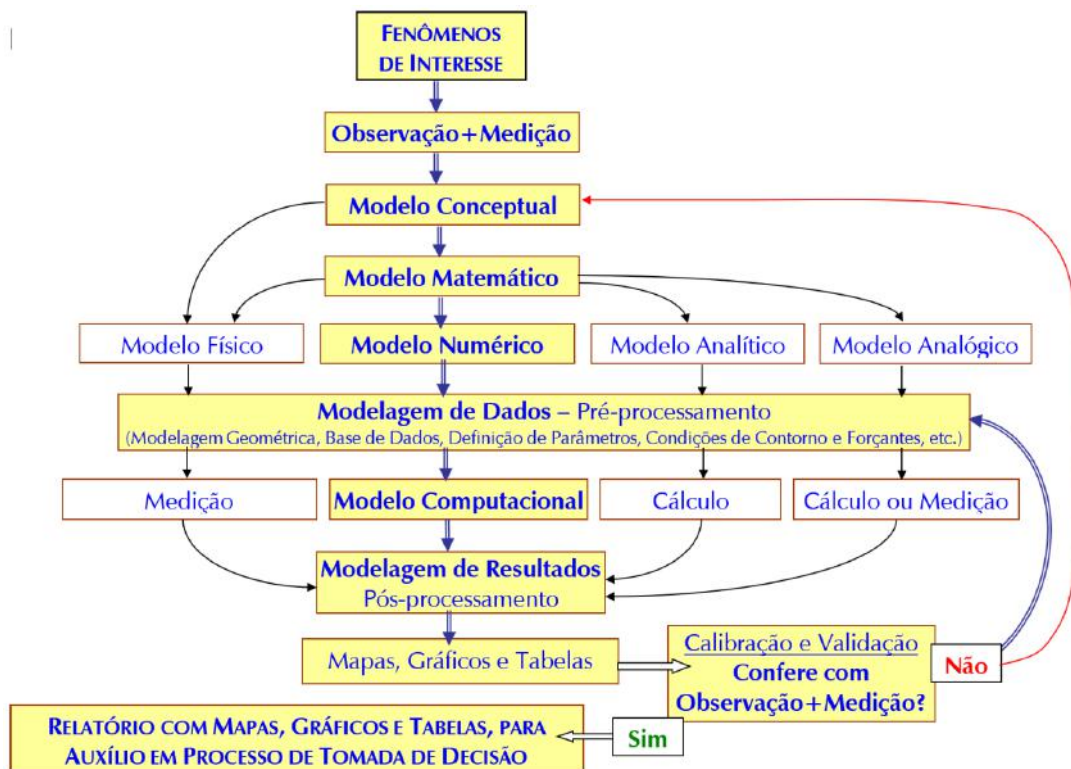 FENÔMENOS
DE INTERESSE
Observação+Medição
Modelo Conceptual
Modelo Matemático
Modelo Físico
Modelo Numérico
Modelo Analítico
Modelo Analógico
Modelagem de Dados – Pré-processamento
(Modelagem Geométrica, Base de Dados, Definição de Parâmetros, Condições de Contorno e Forçantes, etc.)
Medição
Modelo Computacional
Cálculo
Cálculo ou Medição
Modelagem de Resultados
Pós-processamento
Mapas, Gráficos e Tabelas
Calibração e Validação
Confere com
Observação+Medição?
Não
Sim
RELATÓRIO COM MAPAS, GRÁFICOS E TABELAS, PARA
AUXÍLIO EM PROCESSO DE TOMADA DE DECISÃO